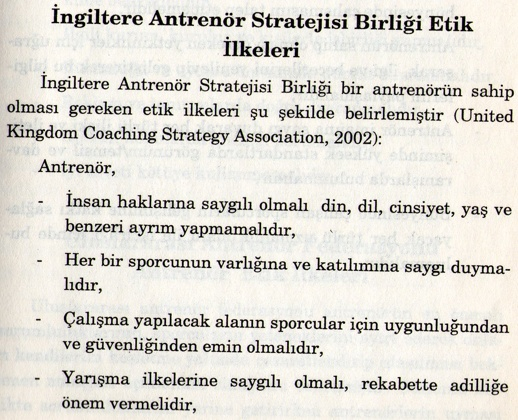 İngiltere Antrenör Stratejisi Birliği Etik
İlkeleri
İngiltere Antrenör Stratejisi Birliği bir antrenörün sahip
olması gereken etik ilkeleri şu şekilde belirlemiştir (United
Kingdom Coaching Strategy Association, 2002):
Antrenör,
- İnsan haklarına saygılı olmalı din, dil, cinsiyet, yaş ve
benzeri ayrım yapmamalıdır,
- Her bir sporcunun varlığına ve katılımına saygı duyma-
lıdır,
- Çalışma yapılacak alanın sporcular için uygunluğundan
ve güvenliğinden emin olmalıdır,
- Yarışma ilkelerine saygılı olmalı, rekabette adilliğe
önem vermelidir,